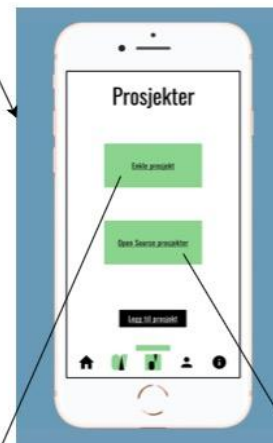 Prosjekter
Enkle prosjekt
Open Source prosjekter
Legg til prosjekt